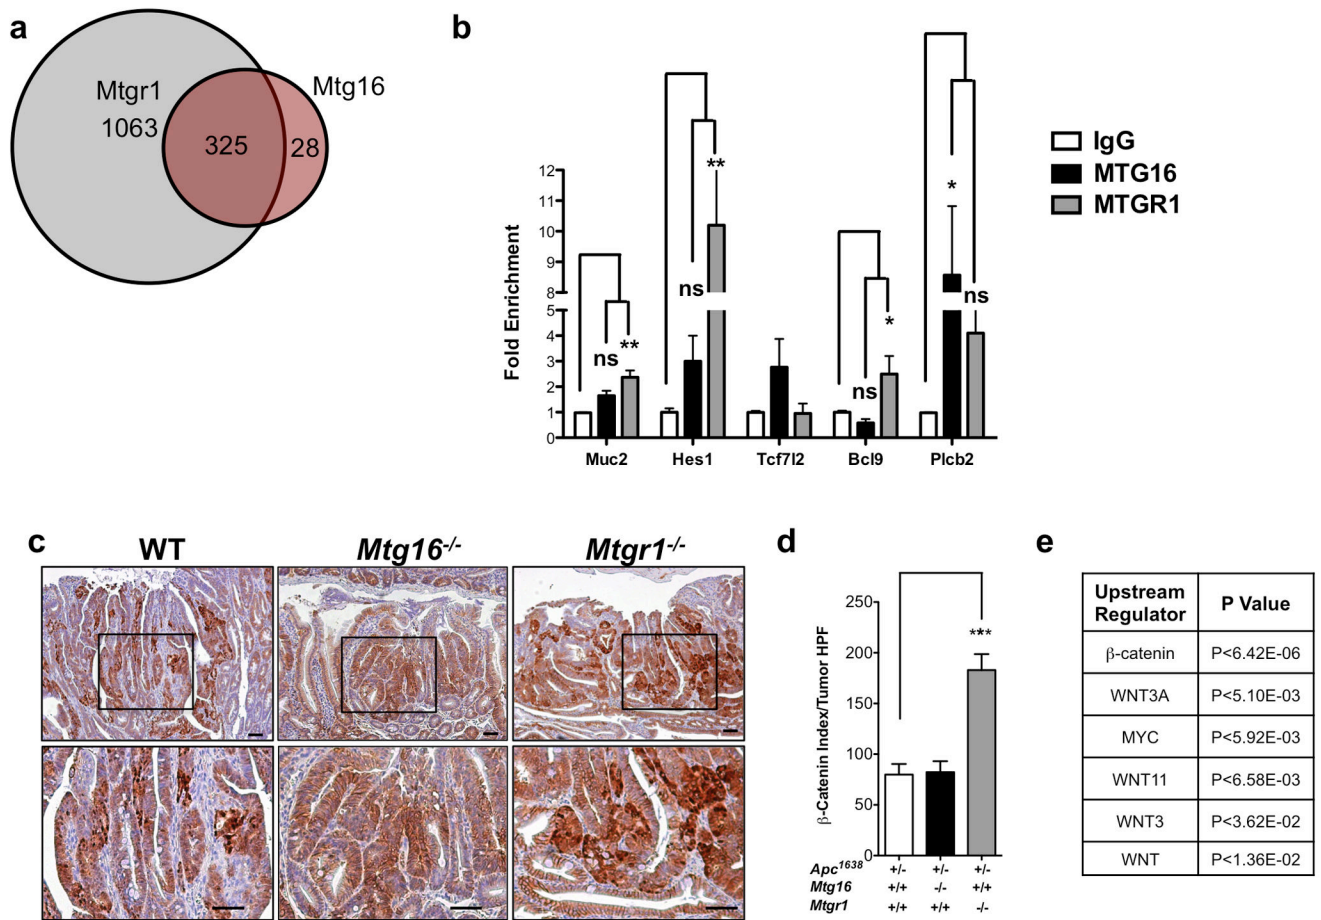 a
Mtgr1
1063
325
28
Mtg16
b
Fold Enrichment
12
11
10
9
8
5
4
3
2
1
0
ns
**
ns
**
ns
*
*
ns
Muc2
Hes1
Tcf7l2
Bcl9
Plcb2
IgG
MTG16
MTGR1
c
WT
Mtg16-/-
Mtgr1-/-
d
β-Catenin Index/Tumor HPF
250
200
150
100
50
0
***
Apc1638 +/- +/- +/-
Mtg16 +/+ -/- +/+
Mtgr1 +/+ +/+ -/-
e
Upstream Regulator P Value
β-catenin P<6.42E-06
WNT3A P<5.10E-03
MYC P<5.92E-03
WNT11 P<6.58E-03
WNT3 P<3.62E-02
WNT P<1.36E-02